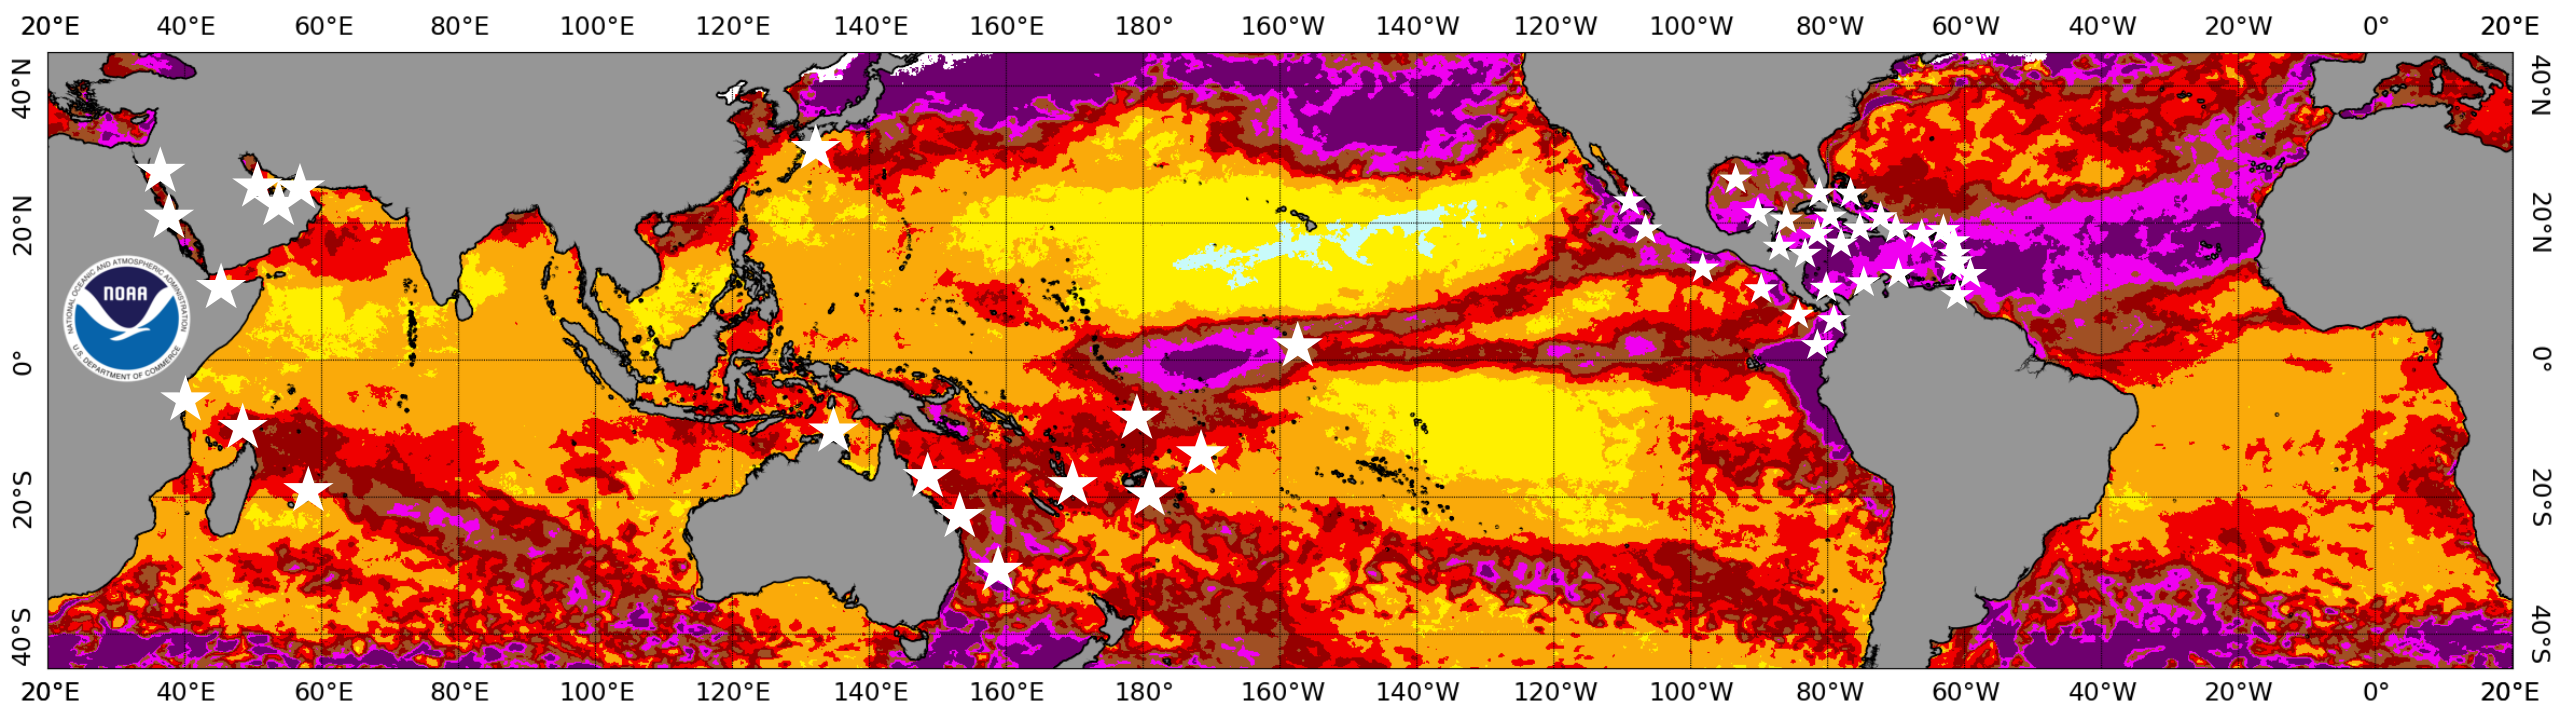 20°E 40°E 60°E 80°E 100°E 120°E 140°E 160°E 180° 160°W 140°W 120°W 100°W 80°W 60°W 40°W 20°W 0° 20°E
40°N 40°N
20°N 20°N
NATIONAL OCEANIC AND ATMOSPHERIC ADMINISTRATION
NOAA
U.S. DEPARTMENT OF COMMERCE
0° 0°
20°S 20°S
40°S 40°S
20°E 40°E 60°E 80°E 100°E 120°E 140°E 160°E 180° 160°W 140°W 120°W 100°W 80°W 60°W 40°W 20°W 0° 20°E